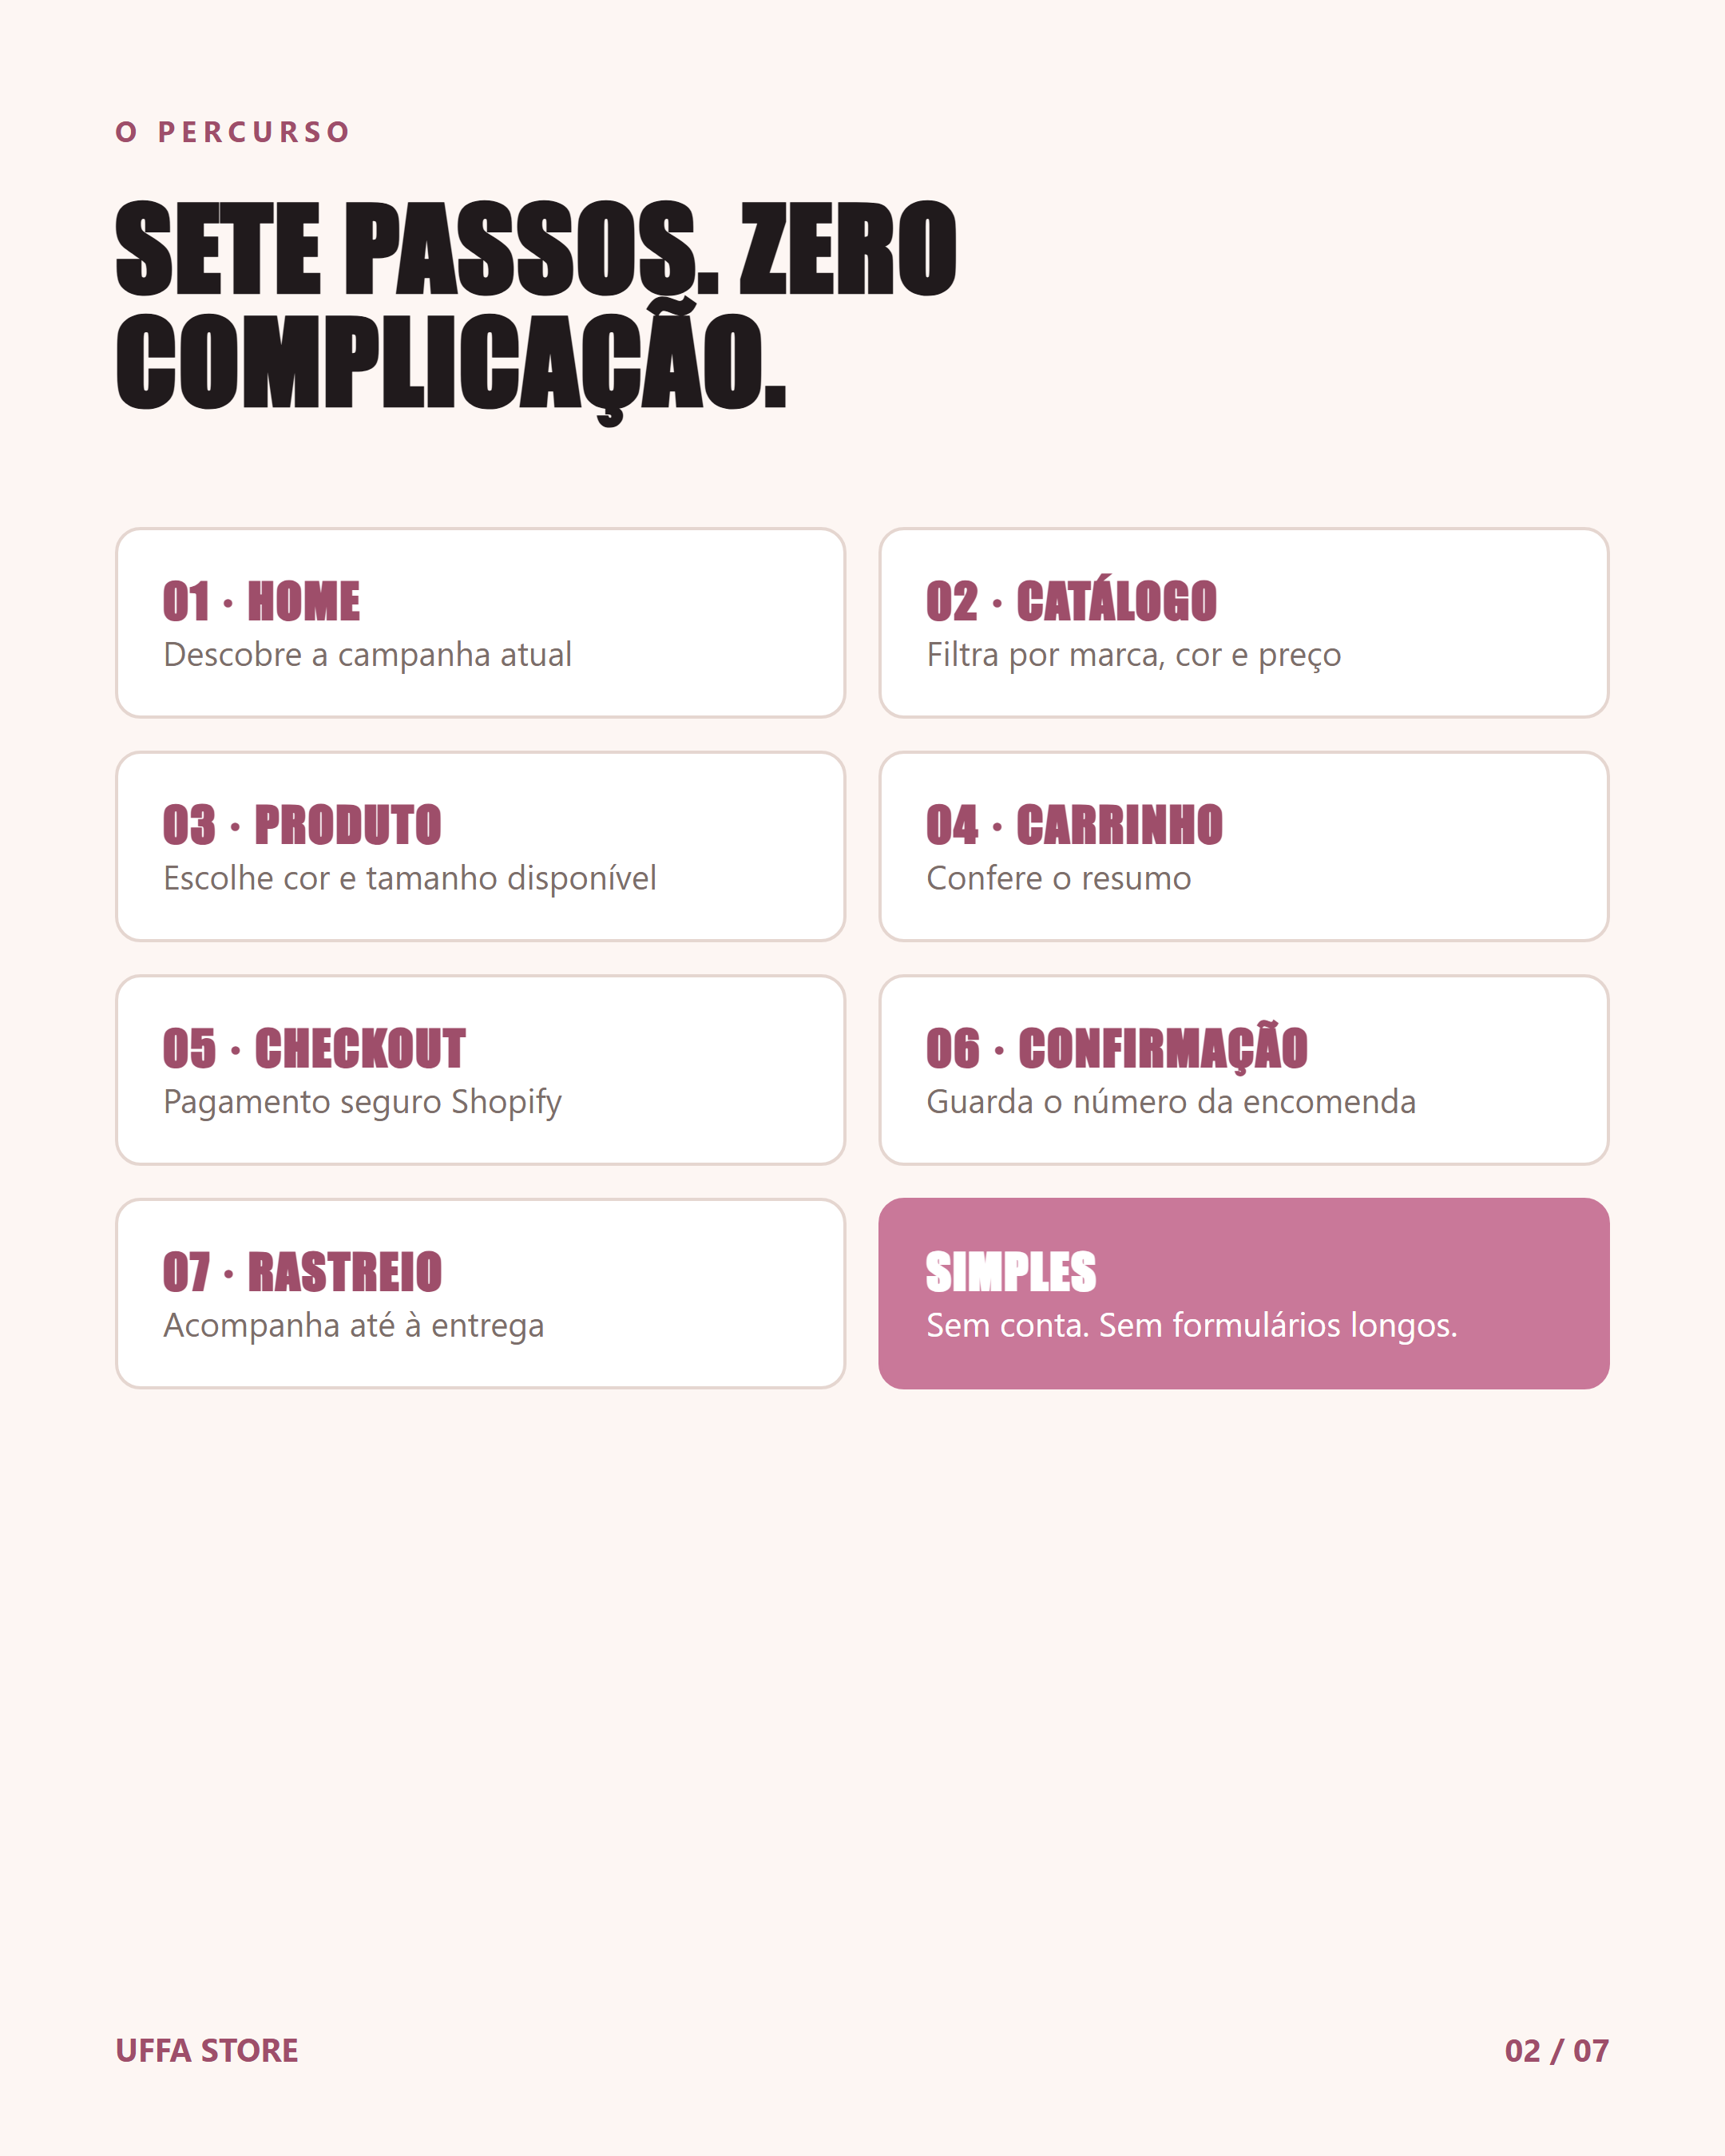 O PERCURSO
SETE PASSOS. ZERO
COMPLICAÇÃO.
01 · HOME
Descobre a campanha atual
02 · CATÁLOGO
Filtra por marca, cor e preço
03 · PRODUTO
Escolhe cor e tamanho disponível
04 · CARRINHO
Confere o resumo
05 · CHECKOUT
Pagamento seguro Shopify
06 · CONFIRMAÇÃO
Guarda o número da encomenda
07 · RASTREIO
Acompanha até à entrega
SIMPLES
Sem conta. Sem formulários longos.
UFFA STORE
02 / 07